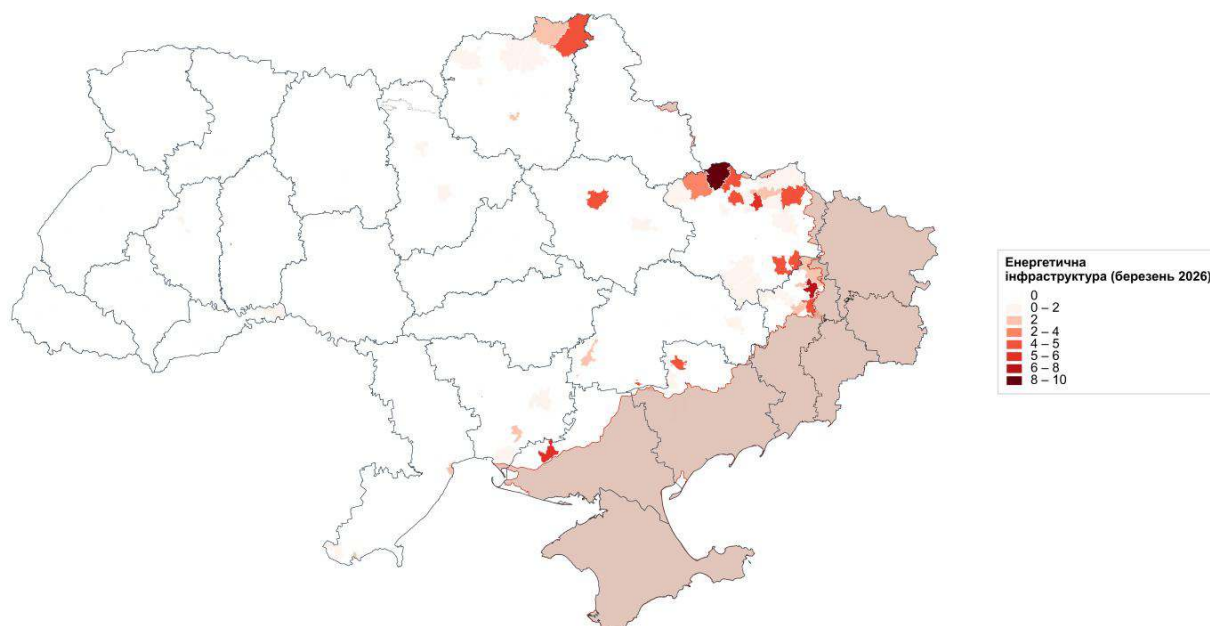 Енергетична
інфраструктура (березень 2026)
0
0 – 2
2
2 – 4
4 – 5
5 – 6
6 – 8
8 – 10